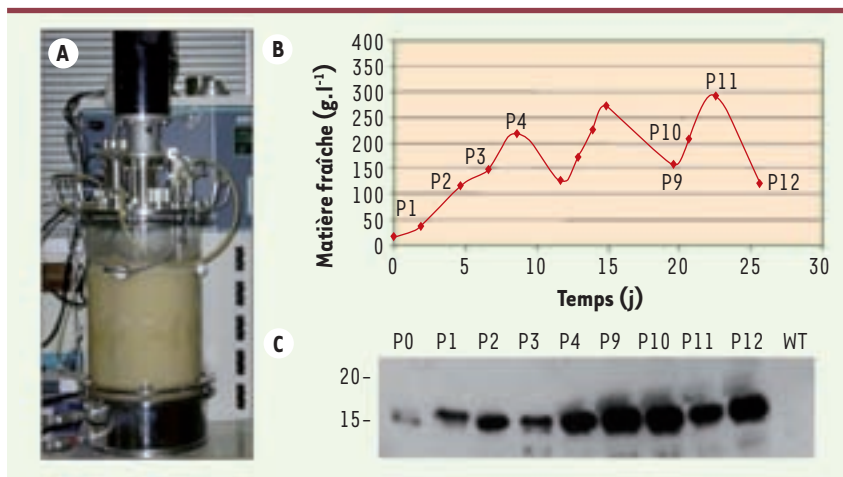 A
B
Matière fraîche (g.l-1)
400
350
300
250
200
150
100
50
0
P1
P2
P3
P4
P9
P10
P11
P12
0 5 10 15 20 25 30
Temps (j)
C
P0 P1 P2 P3 P4 P9 P10 P11 P12 WT
20-
15-